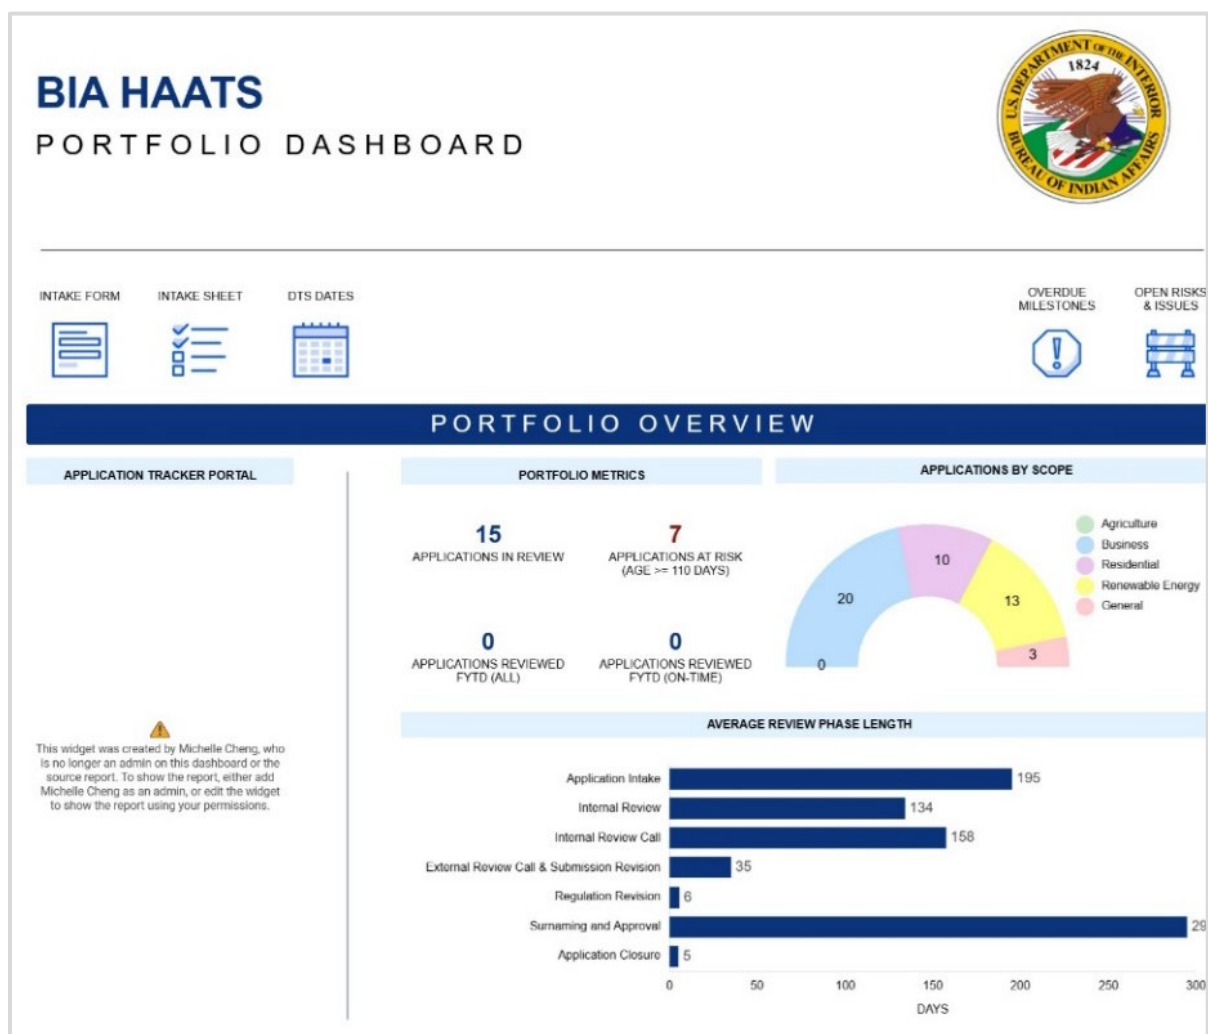 BIA HAATS
PORTFOLIO DASHBOARD
U.S. DEPARTMENT OF THE INTERIOR
1824
BUREAU OF INDIAN AFFAIRS
INTAKE FORM
INTAKE SHEET
DTS DATES
OVERDUE
MILESTONES
OPEN RISKS
& ISSUES
PORTFOLIO OVERVIEW
APPLICATION TRACKER PORTAL
This widget was created by Michelle Cheng, who
is no longer an admin on this dashboard or the
source report. To show the report, either add
Michelle Cheng as an admin, or edit the widget
to show the report using your permissions.
PORTFOLIO METRICS
15
APPLICATIONS IN REVIEW
7
APPLICATIONS AT RISK
(AGE >= 110 DAYS)
0
APPLICATIONS REVIEWED
FYTD (ALL)
0
APPLICATIONS REVIEWED
FYTD (ON-TIME)
APPLICATIONS BY SCOPE
0
20
10
13
3
Agriculture
Business
Residential
Renewable Energy
General
AVERAGE REVIEW PHASE LENGTH
Application Intake 195
Internal Review 134
Internal Review Call 158
External Review Call & Submission Revision 35
Regulation Revision 6
Surnaming and Approval 29
Application Closure 5
0 50 100 150 200 250 300
DAYS